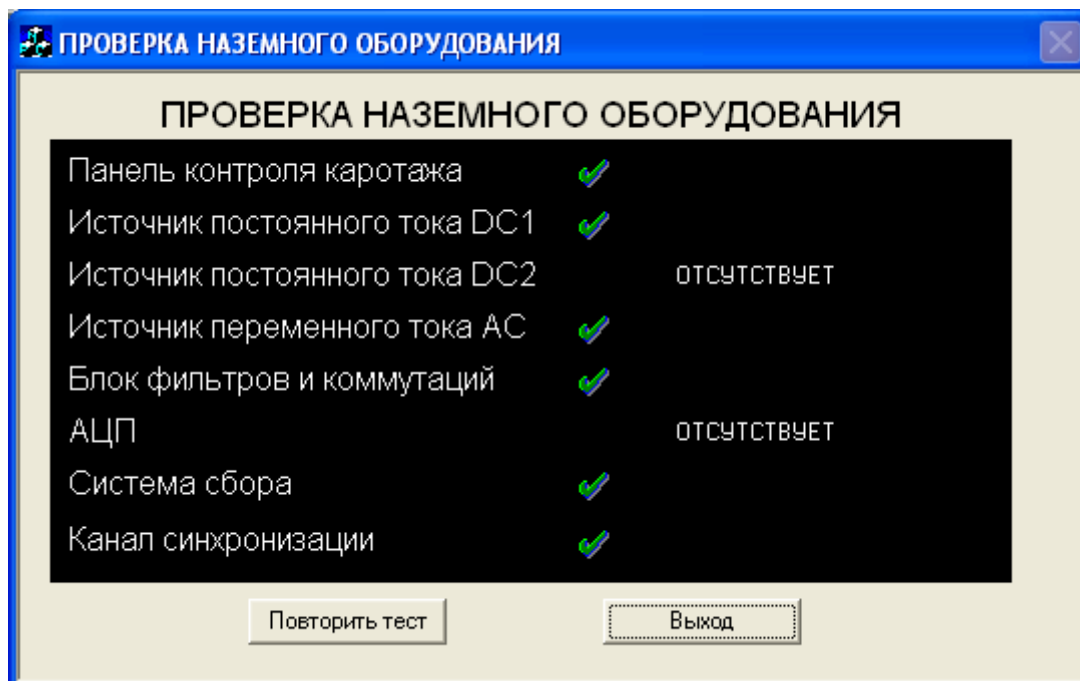 ПРОВЕРКА НАЗЕМНОГО ОБОРУДОВАНИЯ
ПРОВЕРКА НАЗЕМНОГО ОБОРУДОВАНИЯ
Панель контроля каротажа
Источник постоянного тока DC1
Источник постоянного тока DC2 ОТСУТСТВУЕТ
Источник переменного тока AC
Блок фильтров и коммутаций
АЦП ОТСУТСТВУЕТ
Система сбора
Канал синхронизации
Повторить тест Выход